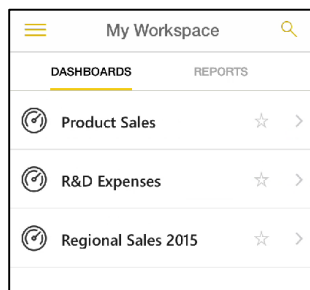 My Workspace
DASHBOARDS REPORTS
Product Sales
R&D Expenses
Regional Sales 2015